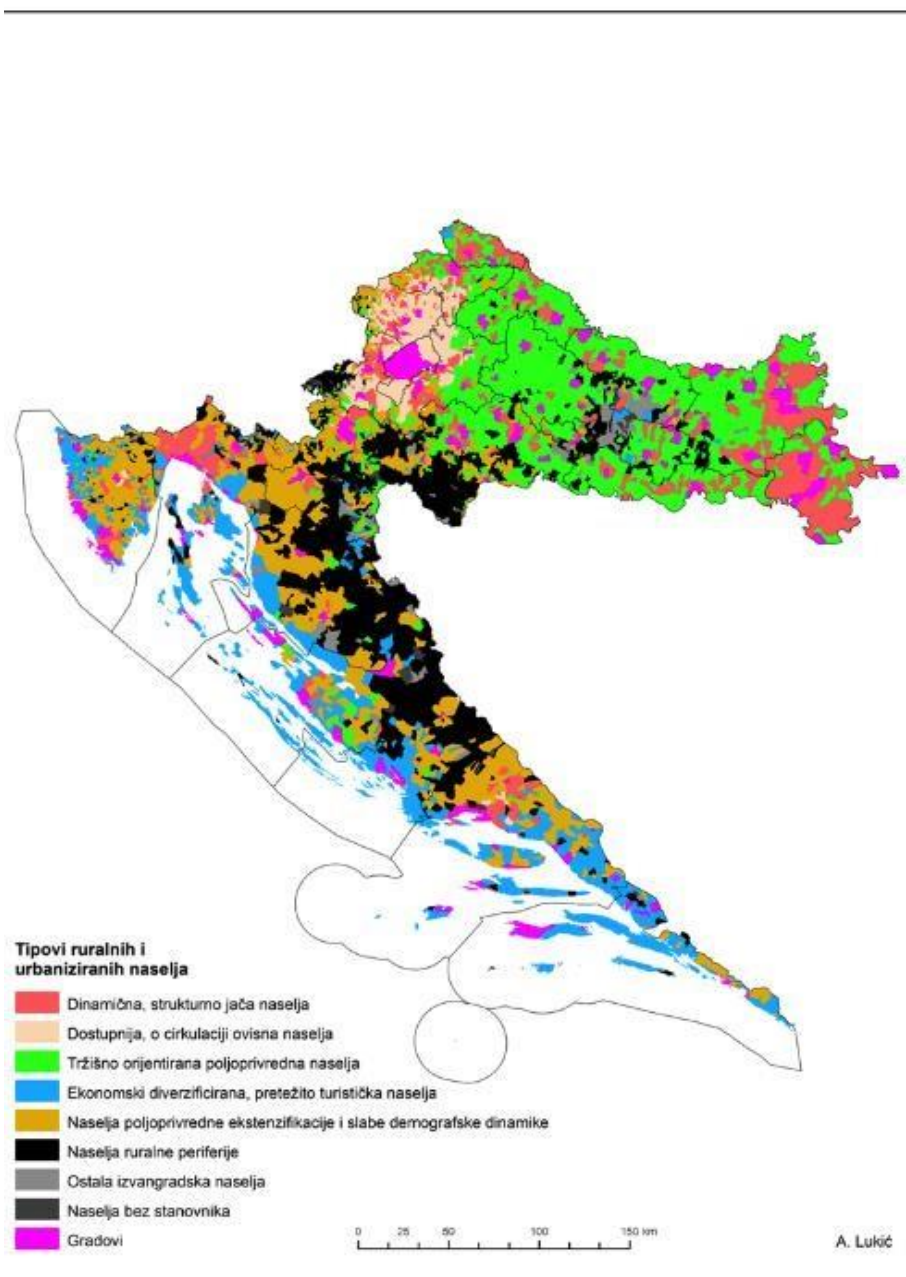 Tipovi ruralnih i
urbaniziranih naselja
Dinamična, strukturno jača naselja
Dostupnija, o cirkulaciji ovisna naselja
Tržišno orijentirana poljoprivredna naselja
Ekonomski diverzificirana, pretežito turistička naselja
Naselja poljoprivredne ekstenzifikacije i slabe demografske dinamike
Naselja ruralne periferije
Ostala izvangradska naselja
Naselja bez stanovnika
Gradovi
0 25 50 100 150 km
A. Lukić